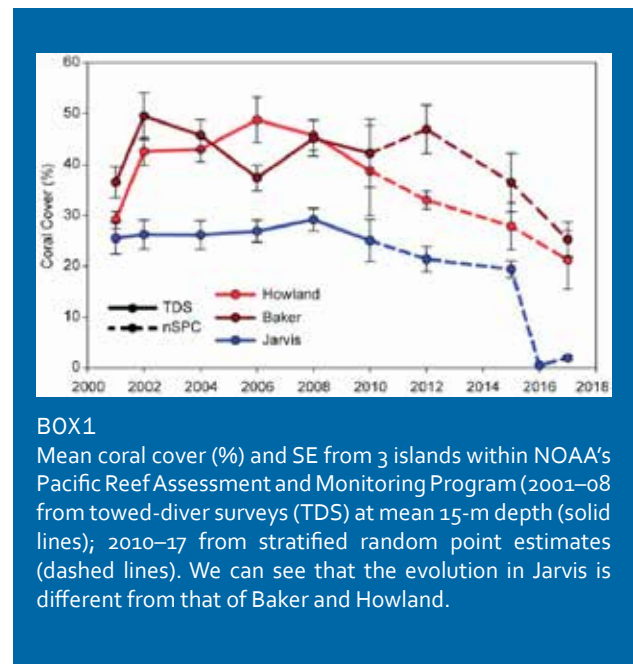 60
50
40
30
20
10
0
Coral Cover (%)
TDS
nSPC
Howland
Baker
Jarvis
2000 2002 2004 2006 2008 2010 2012 2014 2016 2018
BOX1
Mean coral cover (%) and SE from 3 islands within NOAA's
Pacific Reef Assessment and Monitoring Program (2001–08
from towed-diver surveys (TDS) at mean 15-m depth (solid
lines); 2010–17 from stratified random point estimates
(dashed lines). We can see that the evolution in Jarvis is
different from that of Baker and Howland.